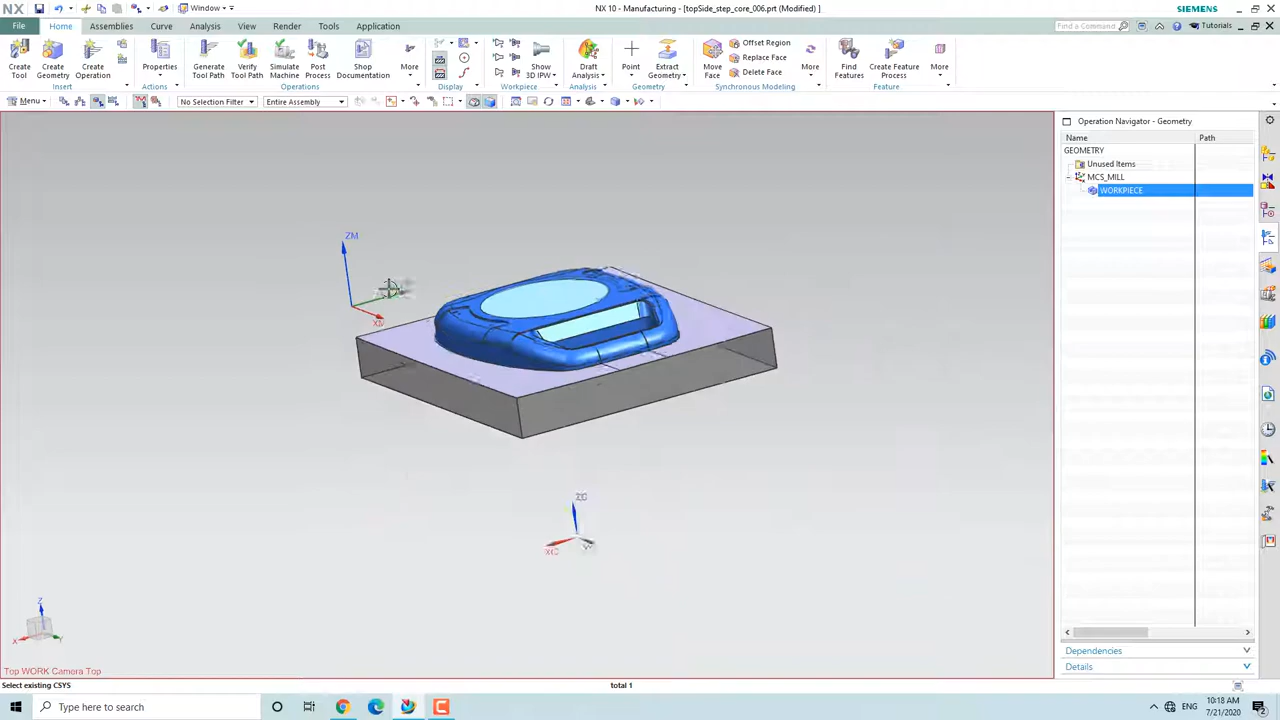 NX
Window
NX 10 - Manufacturing - [topSide_step_core_006.prt (Modified) ]
SIEMENS
File
Home
Assemblies
Curve
Analysis
View
Render
Tools
Application
Find a Command
Tutorials
Create Tool
Create Geometry
Create Operation
Properties
Generate Tool Path
Verify Tool Path
Simulate Machine
Post Process
Shop Documentation
More
Show 3D IPW
Draft Analysis
Point
Extract Geometry
Move Face
Offset Region
Replace Face
Delete Face
More
Find Features
Create Feature Process
More
Insert
Actions
Operations
Display
Workpiece
Analysis
Geometry
Synchronous Modeling
Feature
Menu
No Selection Filter
Entire Assembly
Operation Navigator - Geometry
Name
Path
GEOMETRY
Unused Items
MCS_MILL
WORKPIECE
ZM
XM
Z
X
Y
Top WORK Camera Top
Dependencies
Details
Select existing CSYS
total 1
Type here to search
ENG
10:18 AM
7/21/2020
2